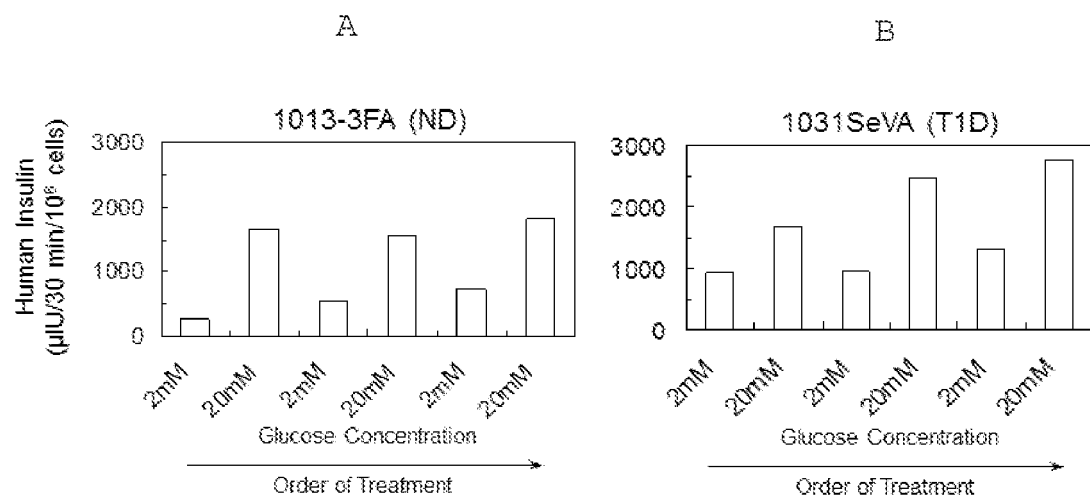 A
B
1013-3FA (ND)
1031SeVA (T1D)
Human Insulin
(µIU/30 min/10⁶ cells)
3000
2000
1000
0
3000
2000
1000
0
2mM
20mM
2mM
20mM
2mM
20mM
2mM
20mM
2mM
20mM
2mM
20mM
Glucose Concentration
Glucose Concentration
Order of Treatment
Order of Treatment